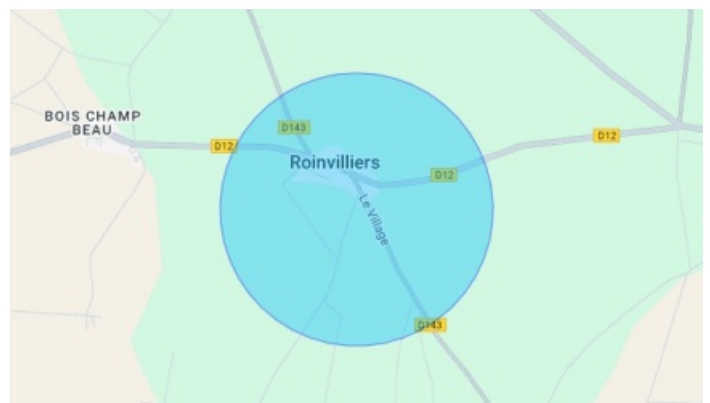 D143
BOIS CHAMP
BEAU
D12
D12
Roinvilliers
D12
Le Village
D143